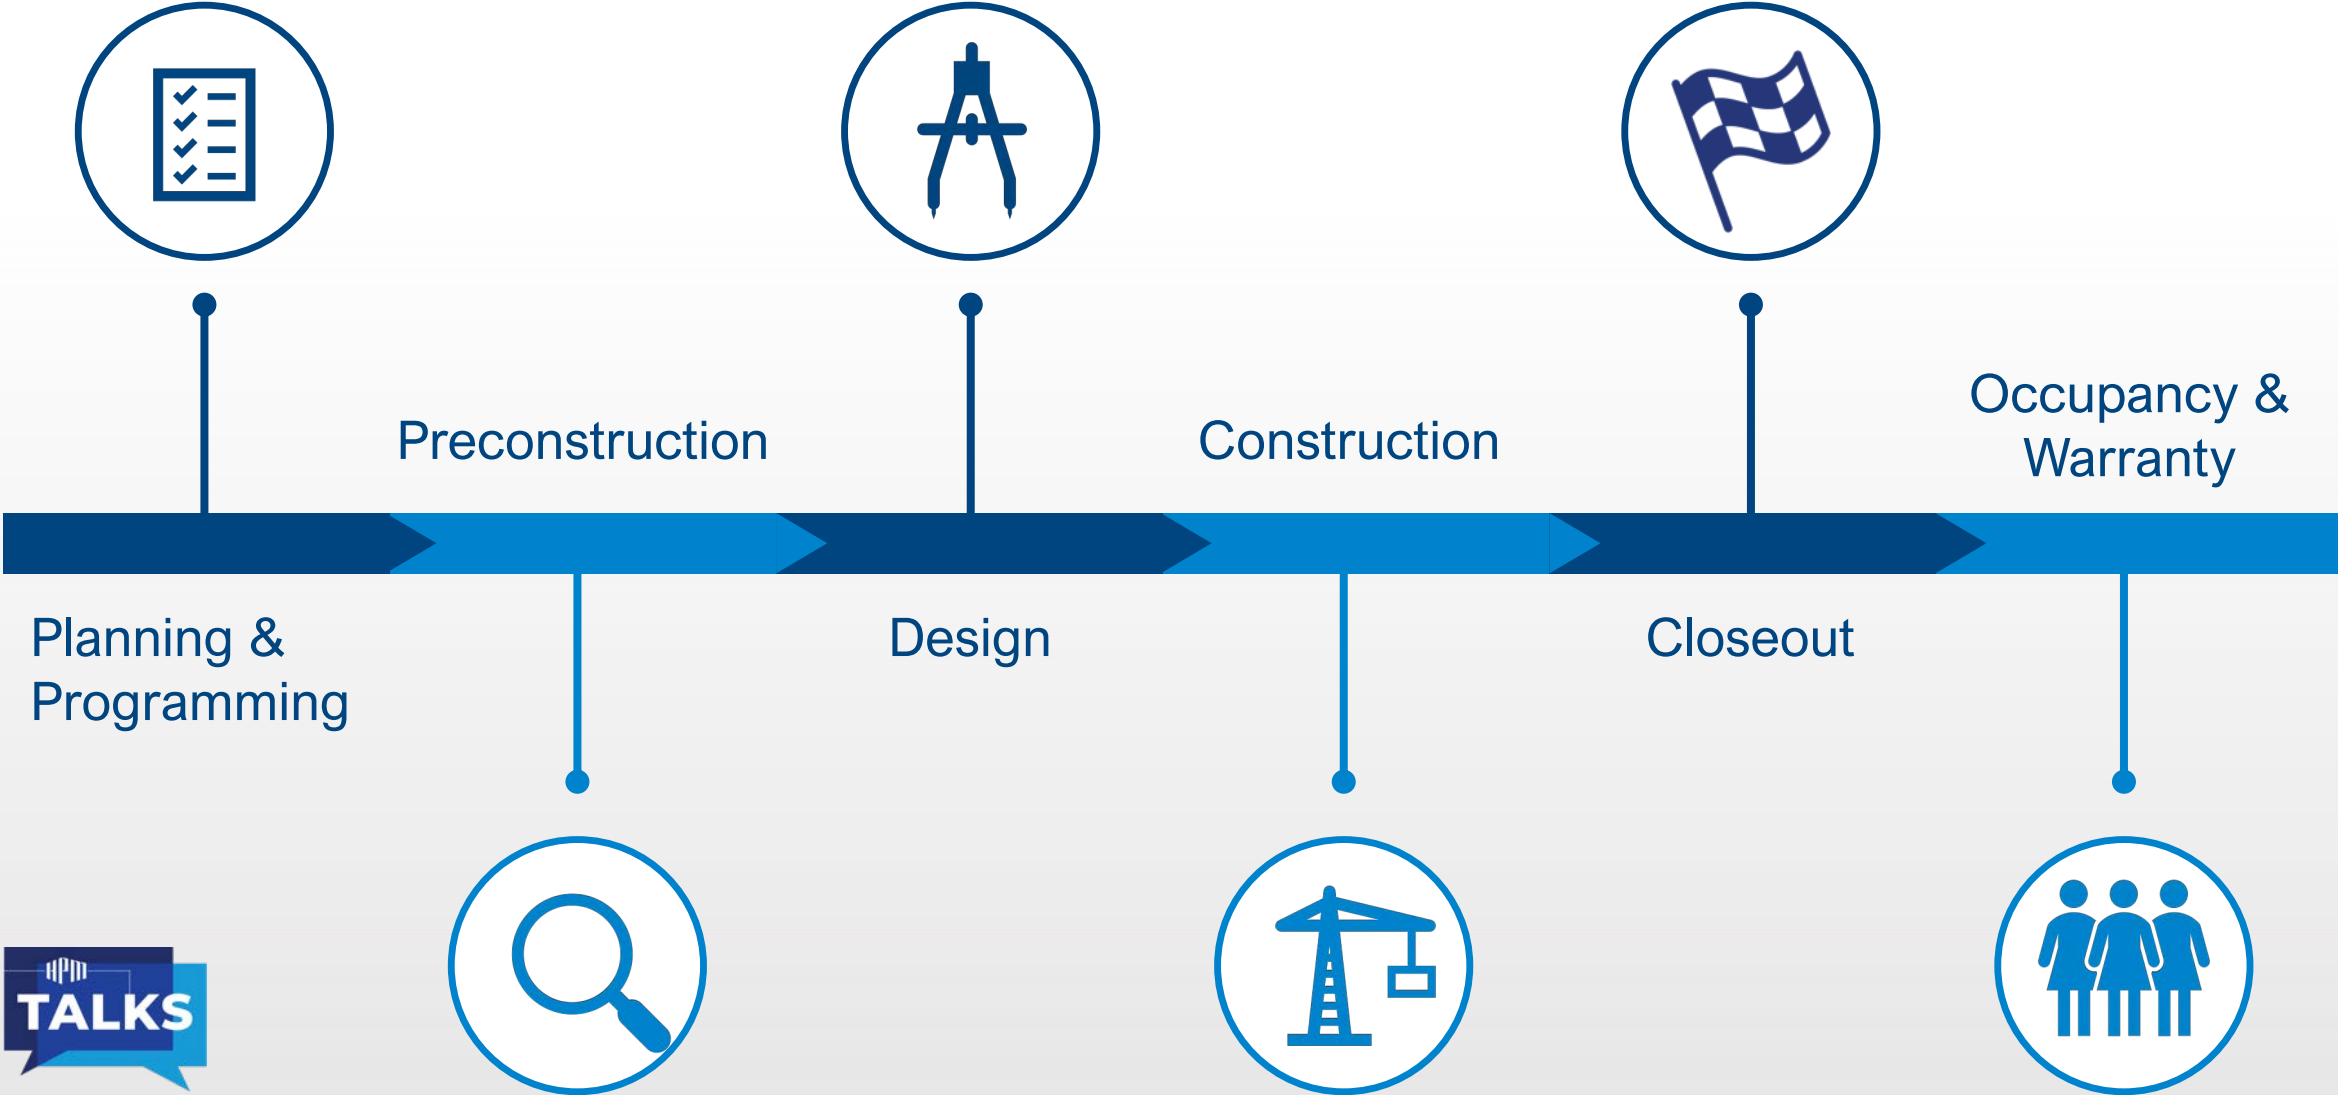 Preconstruction
Construction
Occupancy &
Warranty
Planning &
Programming
Design
Closeout
HPM
TALKS